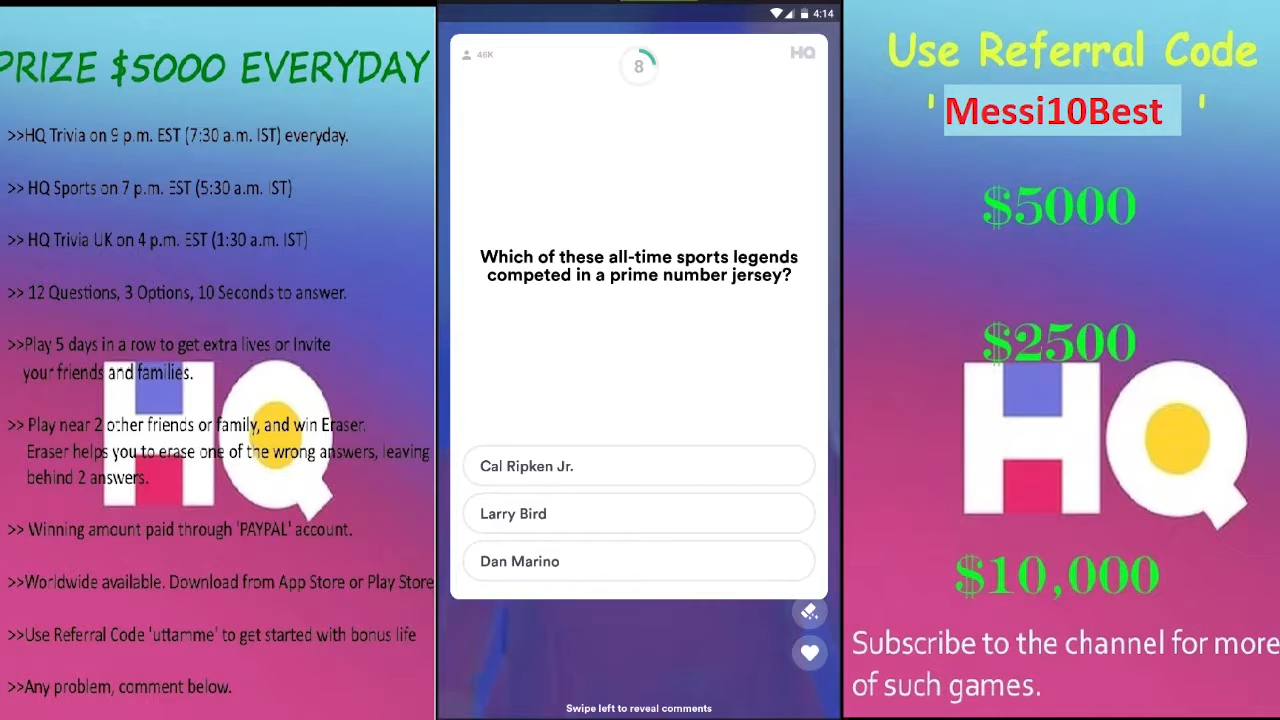 PRIZE $5000 EVERYDAY
>>HQ Trivia on 9 p.m. EST (7:30 a.m. IST) everyday.
>> HQ Sports on 7 p.m. EST (5:30 a.m. IST)
>> HQ Trivia UK on 4 p.m. EST (1:30 a.m. IST)
>> 12 Questions, 3 Options, 10 Seconds to answer.
>>Play 5 days in a row to get extra lives or Invite
your friends and families.
>> Play near 2 other friends or family, and win Eraser.
Eraser helps you to erase one of the wrong answers, leaving
behind 2 answers.
>> Winning amount paid through 'PAYPAL' account.
>>Worldwide available. Download from App Store or Play Store
>>Use Referral Code 'uttamme' to get started with bonus life
>>Any problem, comment below.
HQ
4:14
46K
8
HQ
Which of these all-time sports legends
competed in a prime number jersey?
Cal Ripken Jr.
Larry Bird
Dan Marino
Swipe left to reveal comments
Use Referral Code
' Messi10Best '
$5000
$2500
HQ
$10,000
Subscribe to the channel for more
of such games.